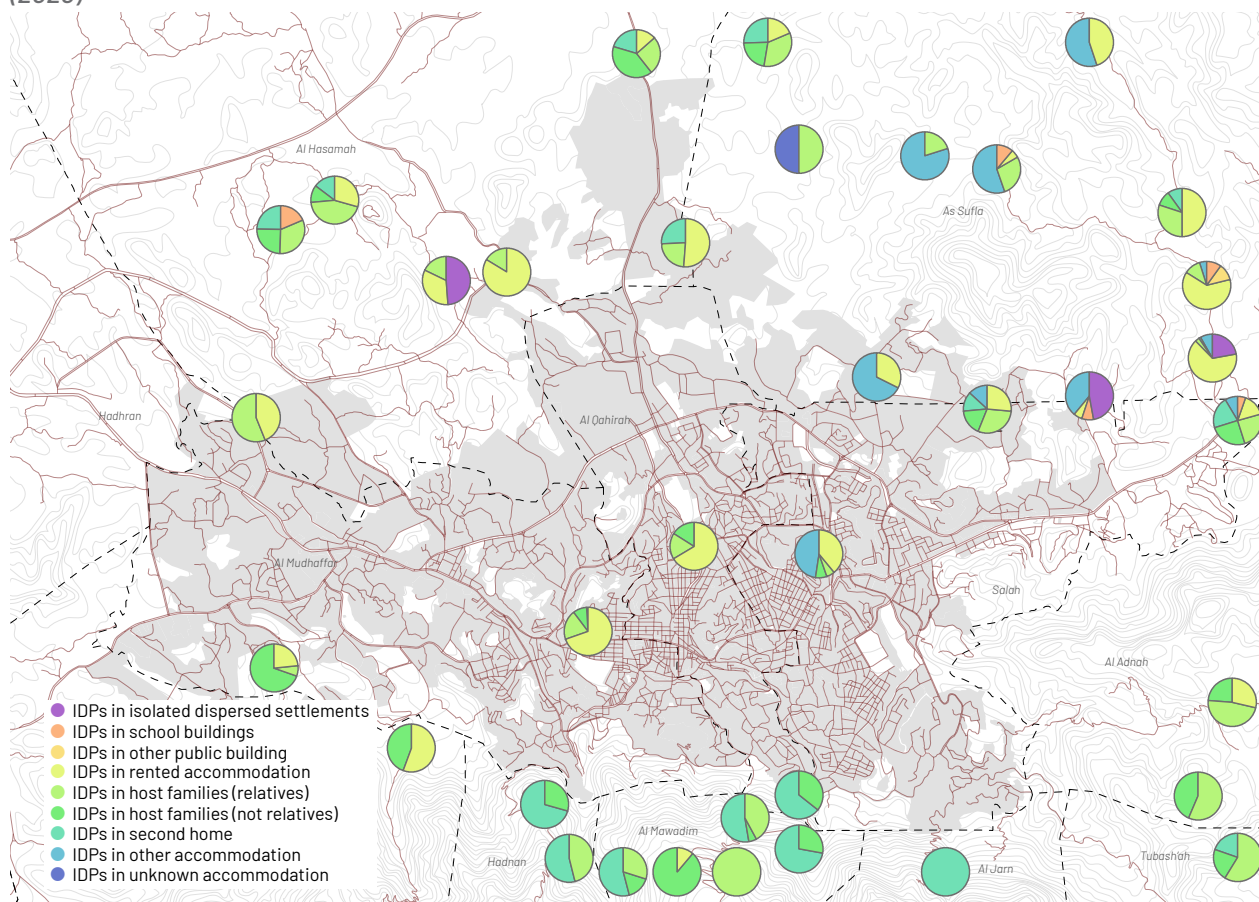 Al Hasamah
As Sufla
Hadhran
Al Qahirah
Al Mudhaffar
Salah
Al Adnah
IDPs in isolated dispersed settlements
IDPs in school buildings
IDPs in other public building
IDPs in rented accommodation
IDPs in host families (relatives)
IDPs in host families (not relatives)
IDPs in second home
IDPs in other accommodation
IDPs in unknown accommodation
Al Mawadim
Hadnan
Al Jarn
Tubash'ah